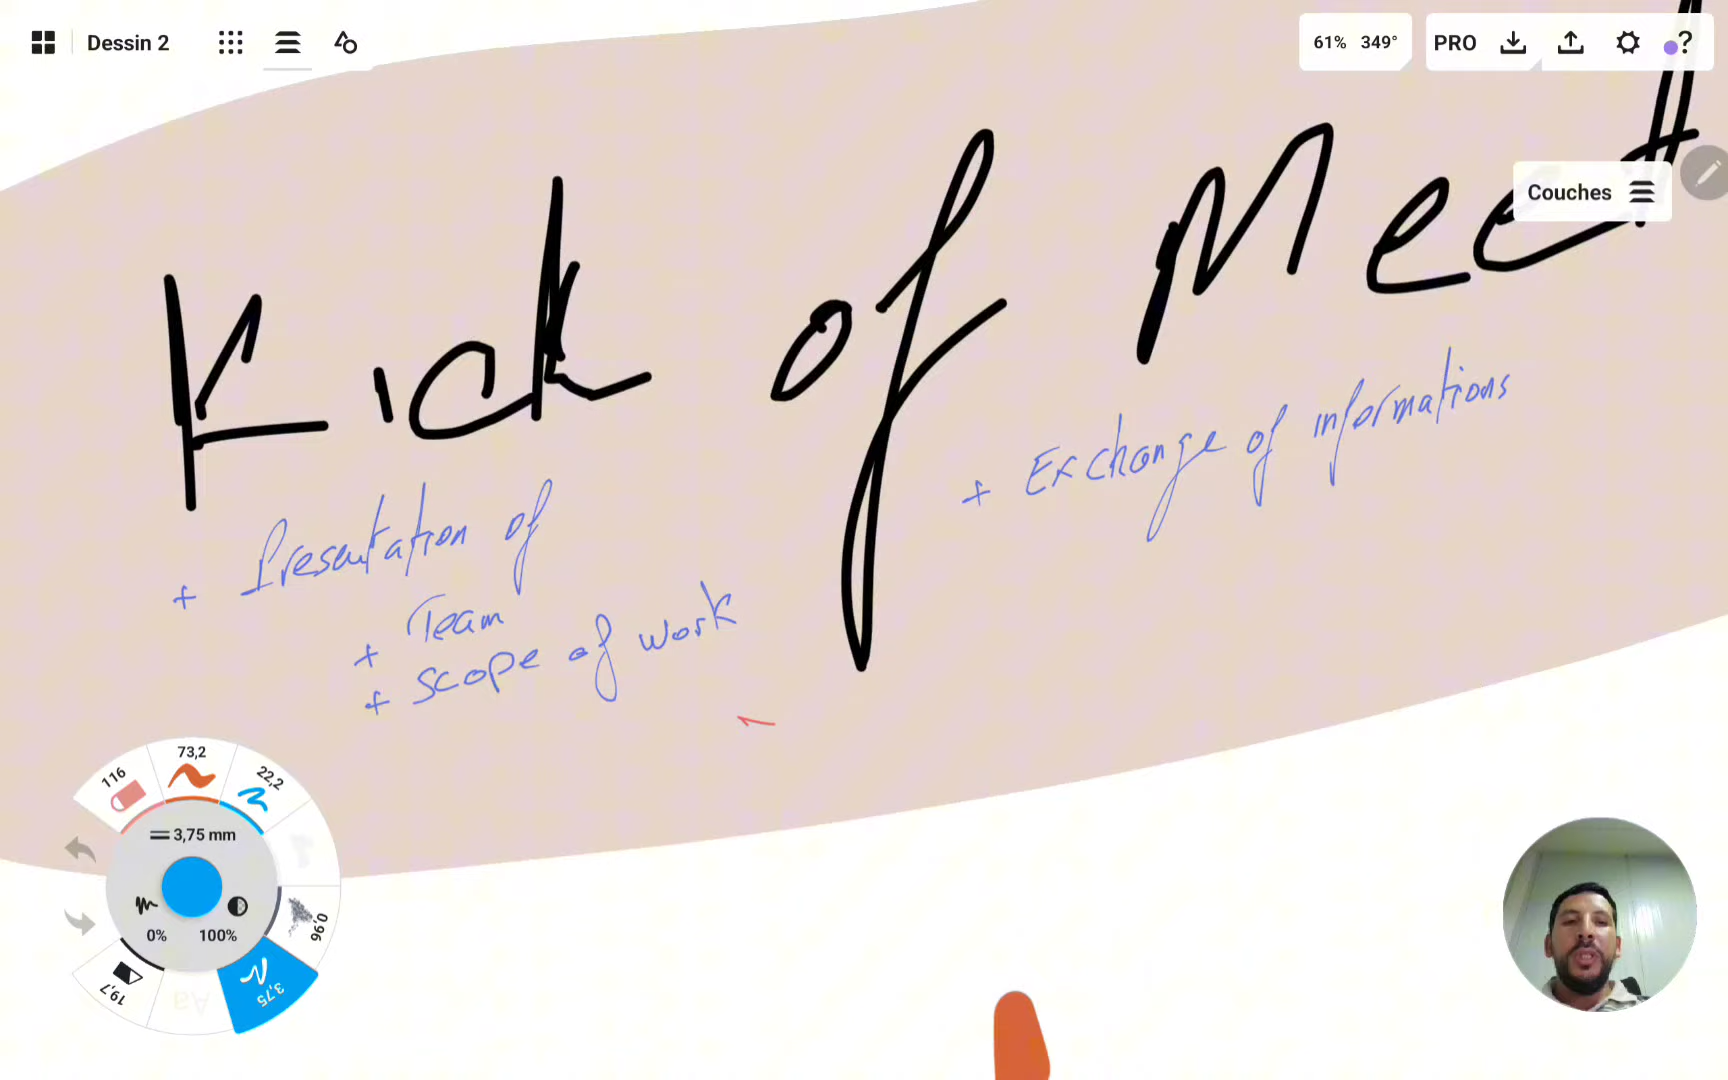 Dessin 2
61% 349°
PRO
?
Couches
Kick of Meet
+ Exchange of informations
+ Presentation of
+ Team
+ scope of work
116
73,2
22,2
3,75 mm
0,96
0% 100%
19,7
3,75